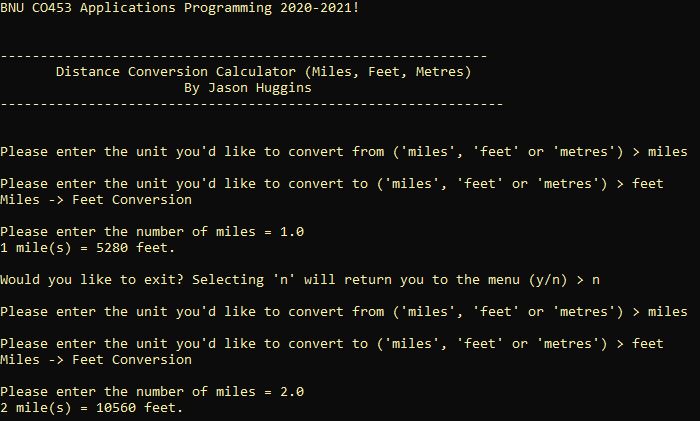 BNU CO453 Applications Programming 2020-2021!
-------------------------------------------------------------
Distance Conversion Calculator (Miles, Feet, Metres)
By Jason Huggins
---------------------------------------------------------------
Please enter the unit you'd like to convert from ('miles', 'feet' or 'metres') > miles
Please enter the unit you'd like to convert to ('miles', 'feet' or 'metres') > feet
Miles -> Feet Conversion
Please enter the number of miles = 1.0
1 mile(s) = 5280 feet.
Would you like to exit? Selecting 'n' will return you to the menu (y/n) > n
Please enter the unit you'd like to convert from ('miles', 'feet' or 'metres') > miles
Please enter the unit you'd like to convert to ('miles', 'feet' or 'metres') > feet
Miles -> Feet Conversion
Please enter the number of miles = 2.0
2 mile(s) = 10560 feet.